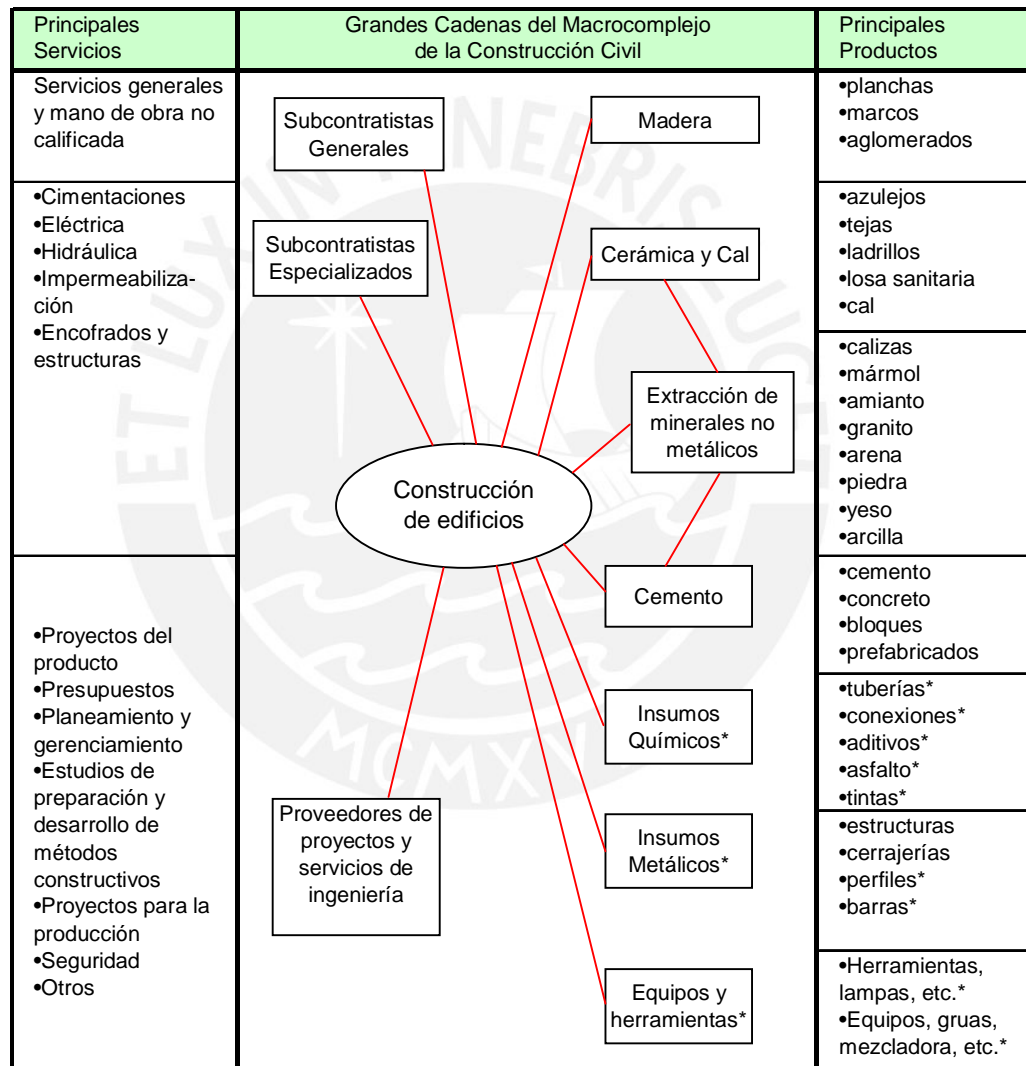 Principales
Servicios
Grandes Cadenas del Macrocomplejo
de la Construcción Civil
Principales
Productos
Servicios generales
y mano de obra no
calificada
•Cimentaciones
•Eléctrica
•Hidráulica
•Impermeabiliza-
ción
•Encofrados y
estructuras
•Proyectos del
producto
•Presupuestos
•Planeamiento y
gerenciamiento
•Estudios de
preparación y
desarrollo de
métodos
constructivos
•Proyectos para la
producción
•Seguridad
•Otros
Subcontratistas
Generales
Subcontratistas
Especializados
Construcción
de edificios
Proveedores de
proyectos y
servicios de
ingeniería
Madera
Cerámica y Cal
Extracción de
minerales no
metálicos
Cemento
Insumos
Químicos*
Insumos
Metálicos*
Equipos y
herramientas*
•planchas
•marcos
•aglomerados
•azulejos
•tejas
•ladrillos
•losa sanitaria
•cal
•calizas
•mármol
•amianto
•granito
•arena
•piedra
•yeso
•arcilla
•cemento
•concreto
•bloques
•prefabricados
•tuberías*
•conexiones*
•aditivos*
•asfalto*
•tintas*
•estructuras
•cerrajerías
•perfiles*
•barras*
•Herramientas,
lampas, etc.*
•Equipos, gruas,
mezcladora, etc.*
ET LUX IN TENEBRIS LUCET